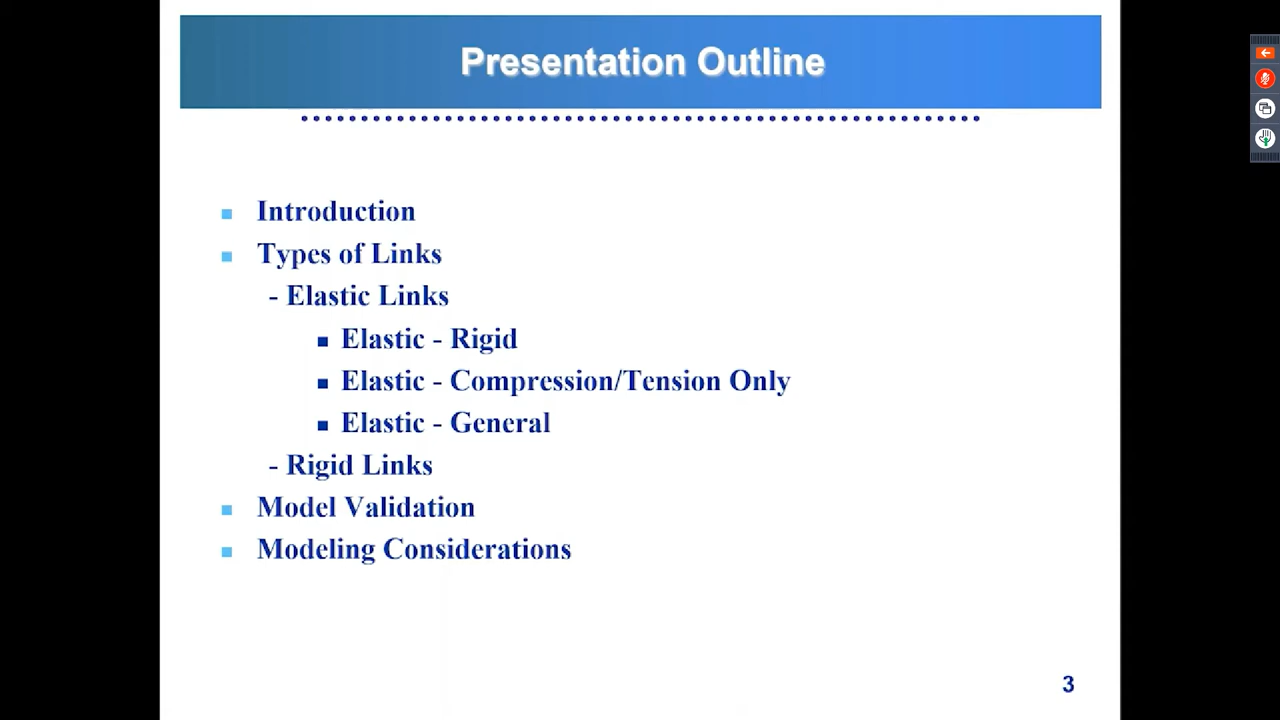 Presentation Outline
Introduction
Types of Links
- Elastic Links
Elastic - Rigid
Elastic - Compression/Tension Only
Elastic - General
- Rigid Links
Model Validation
Modeling Considerations
3